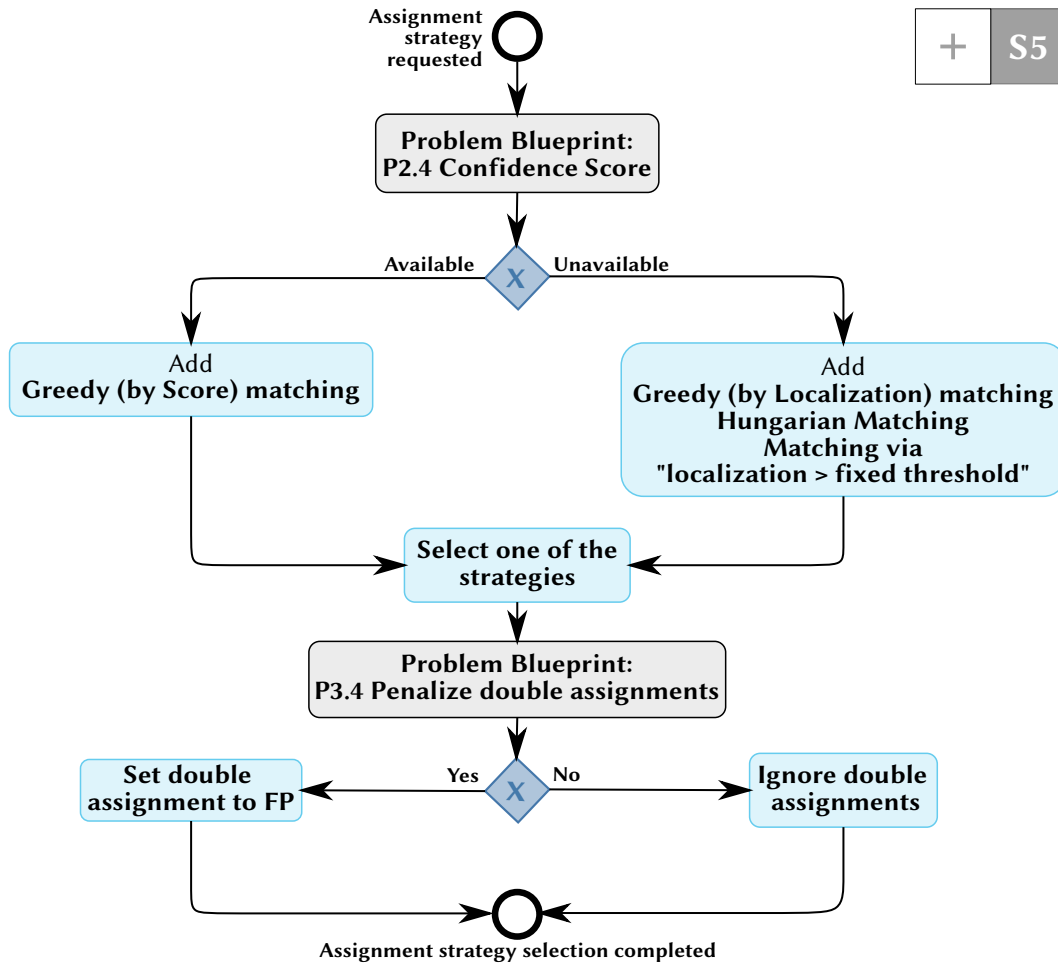 Assignment
strategy
requested
+ S5
Problem Blueprint:
P2.4 Confidence Score
Available
Unavailable
X
Add
Greedy (by Score) matching
Add
Greedy (by Localization) matching
Hungarian Matching
Matching via
"localization > fixed threshold"
Select one of the
strategies
Problem Blueprint:
P3.4 Penalize double assignments
Yes
No
X
Set double
assignment to FP
Ignore double
assignments
Assignment strategy selection completed